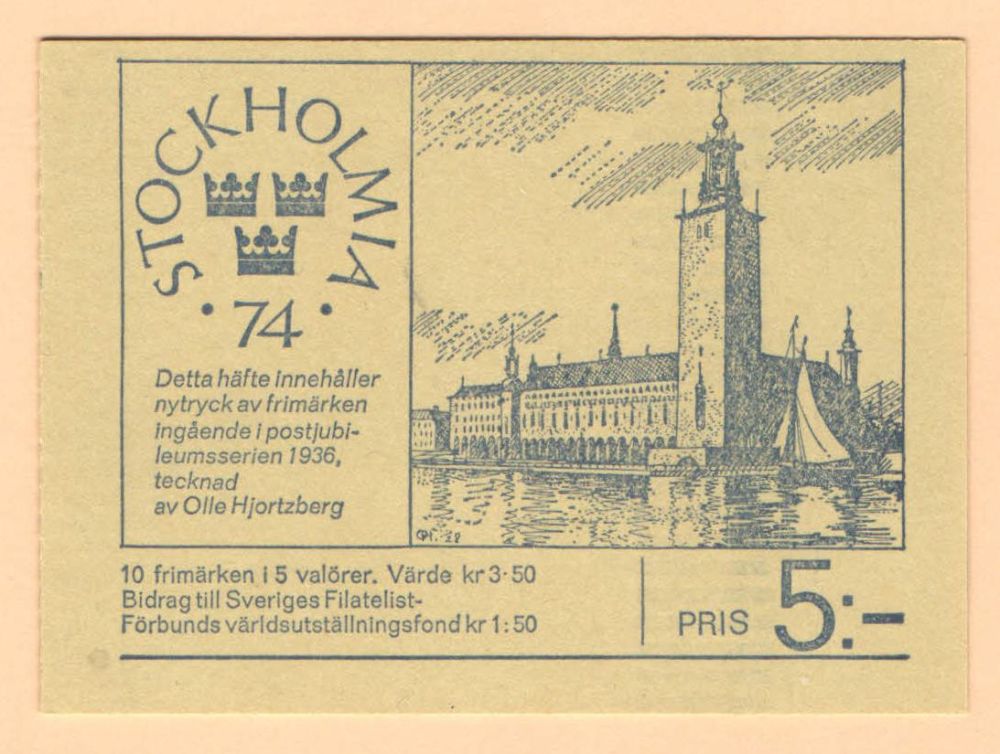 STOCKHOLMIA
· 74 ·
Detta häfte innehåller
nytryck av frimärken
ingående i postjubi-
leumsserien 1936,
tecknad
av Olle Hjortzberg
10 frimärken i 5 valörer. Värde kr 3·50
Bidrag till Sveriges Filatelist-
Förbunds världsutställningsfond kr 1:50
PRIS 5:-